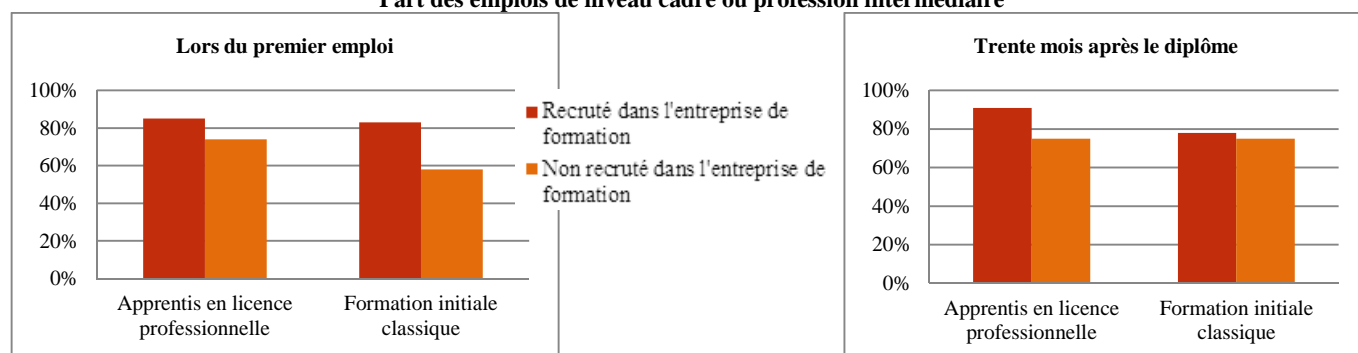 Part des emplois de niveau cadre ou profession intermédiaire
Lors du premier emploi
100%
80%
60%
40%
20%
0%
Apprentis en licence
professionnelle
Formation initiale
classique
Recruté dans l'entreprise de
formation
Non recruté dans l'entreprise de
formation
Trente mois après le diplôme
100%
80%
60%
40%
20%
0%
Apprentis en licence
professionnelle
Formation initiale
classique